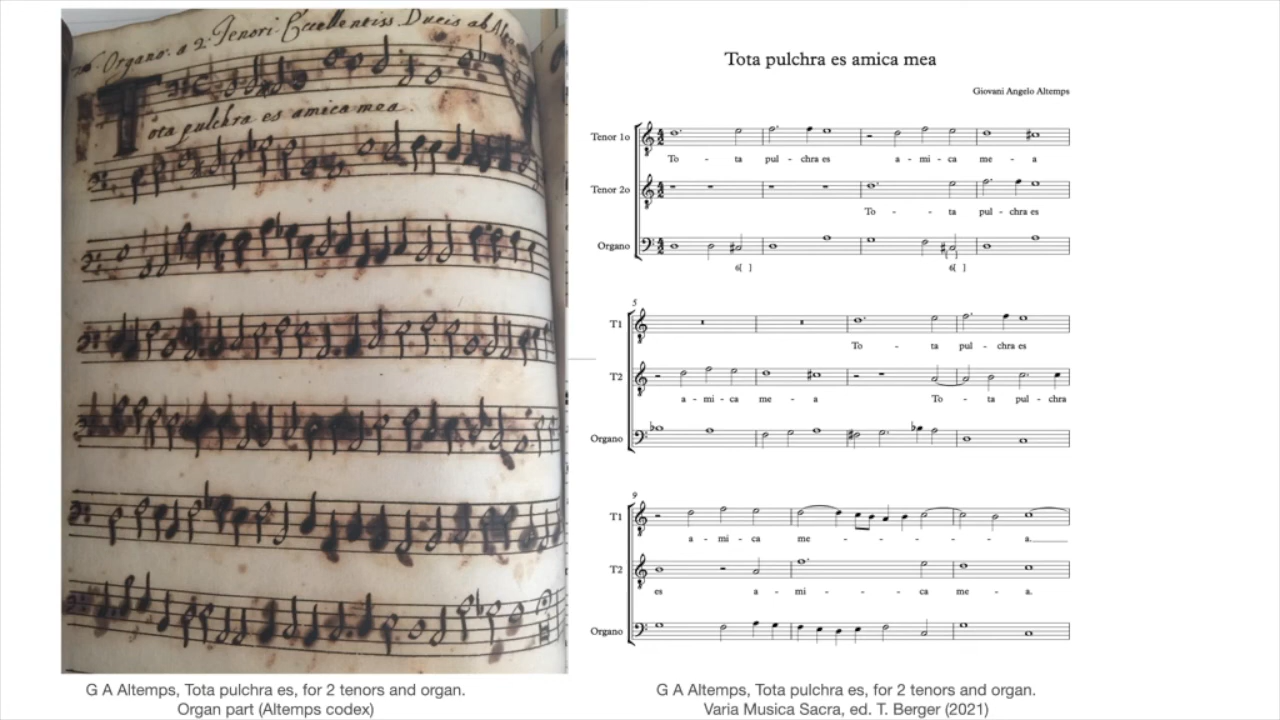 Organo. a 2. Tenori. Eccellentiss. Ducis ab
Tota pulchra es amica mea.
G A Altemps, Tota pulchra es, for 2 tenors and organ.
Organ part (Altemps codex)
Tota pulchra es amica mea
Giovani Angelo Altemps
Tenor 1o
To - ta pul - chra es a - mi - ca me - a
Tenor 2o
To - ta pul - chra es
Organo
6[ ] 6[ ]
5
T1
To - ta pul - chra es
T2
a - mi - ca me - a To - ta pul - chra
Organo
9
T1
a - mi - ca me - - - - - - - a.
T2
es a - mi - - - ca me - a.
Organo
G A Altemps, Tota pulchra es, for 2 tenors and organ.
Varia Musica Sacra, ed. T. Berger (2021)